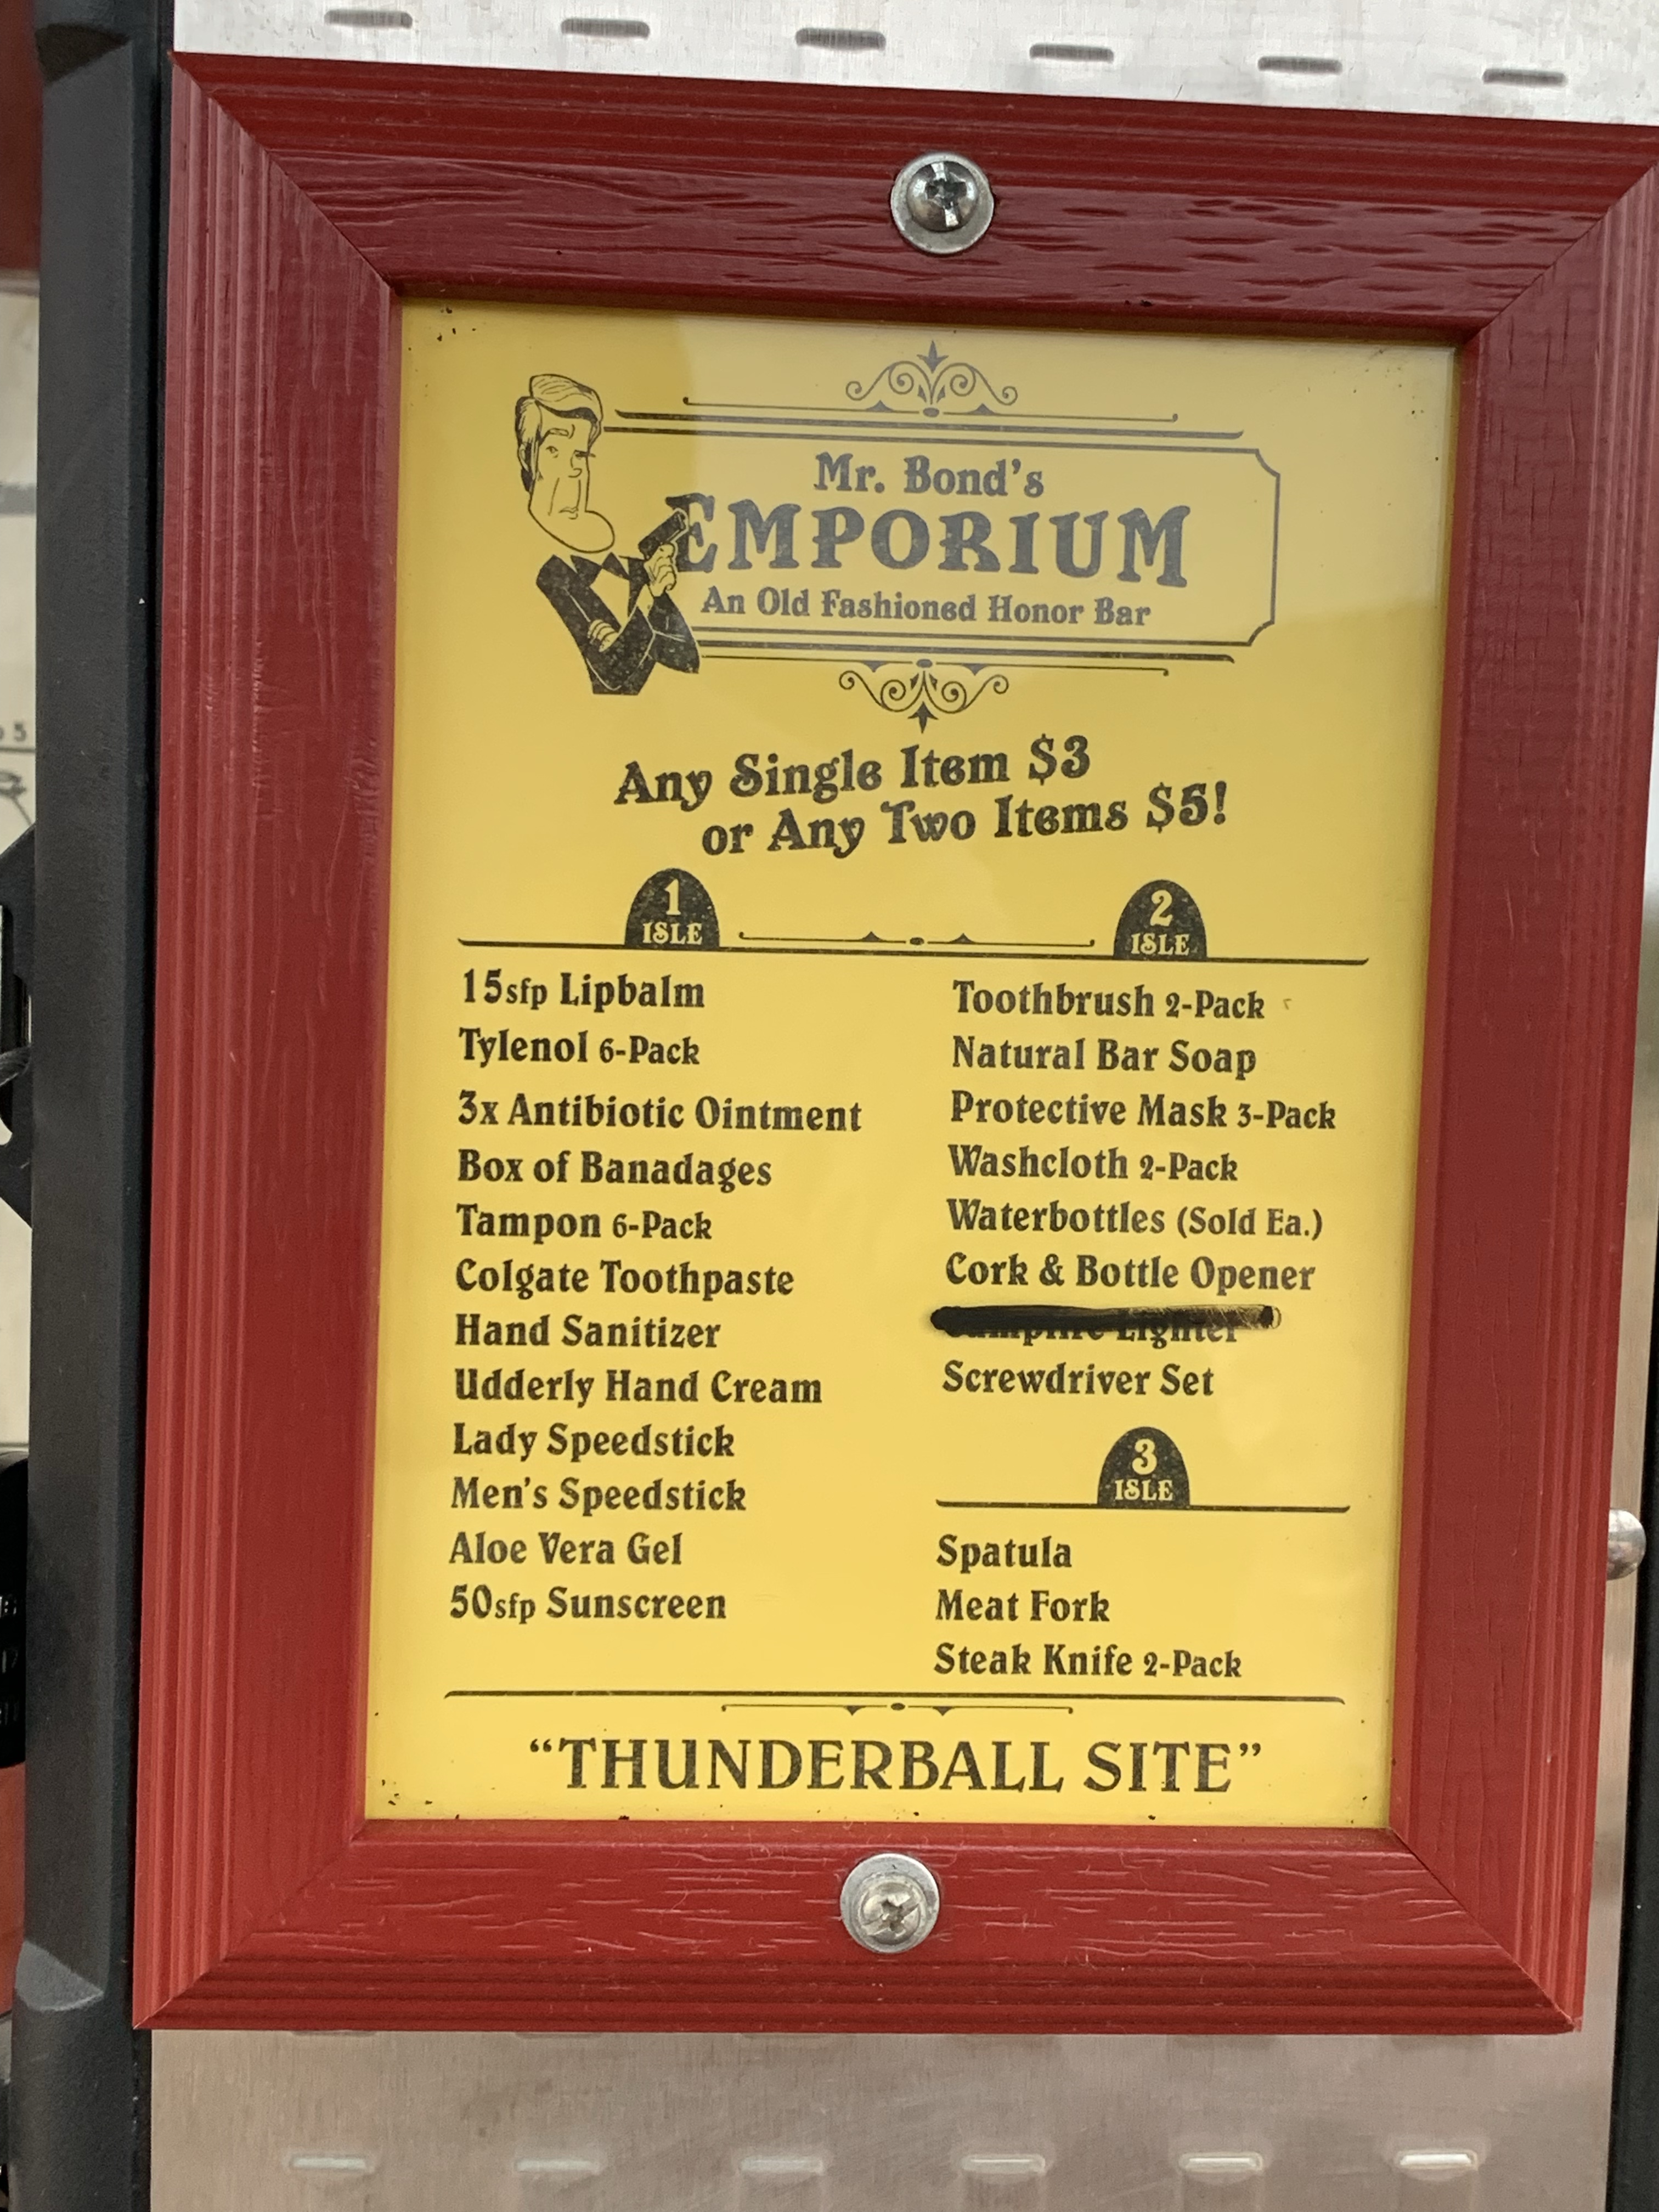 Mr. Bond's
EMPORIUM
An Old Fashioned Honor Bar
Any Single Item $3
or Any Two Items $5!
1
ISLE
15sfp Lipbalm
Tylenol 6-Pack
3x Antibiotic Ointment
Box of Banadages
Tampon 6-Pack
Colgate Toothpaste
Hand Sanitizer
Udderly Hand Cream
Lady Speedstick
Men's Speedstick
Aloe Vera Gel
50sfp Sunscreen
2
ISLE
Toothbrush 2-Pack
Natural Bar Soap
Protective Mask 3-Pack
Washcloth 2-Pack
Waterbottles (Sold Ea.)
Cork & Bottle Opener
Campfire Lighter
Screwdriver Set
3
ISLE
Spatula
Meat Fork
Steak Knife 2-Pack
"THUNDERBALL SITE"